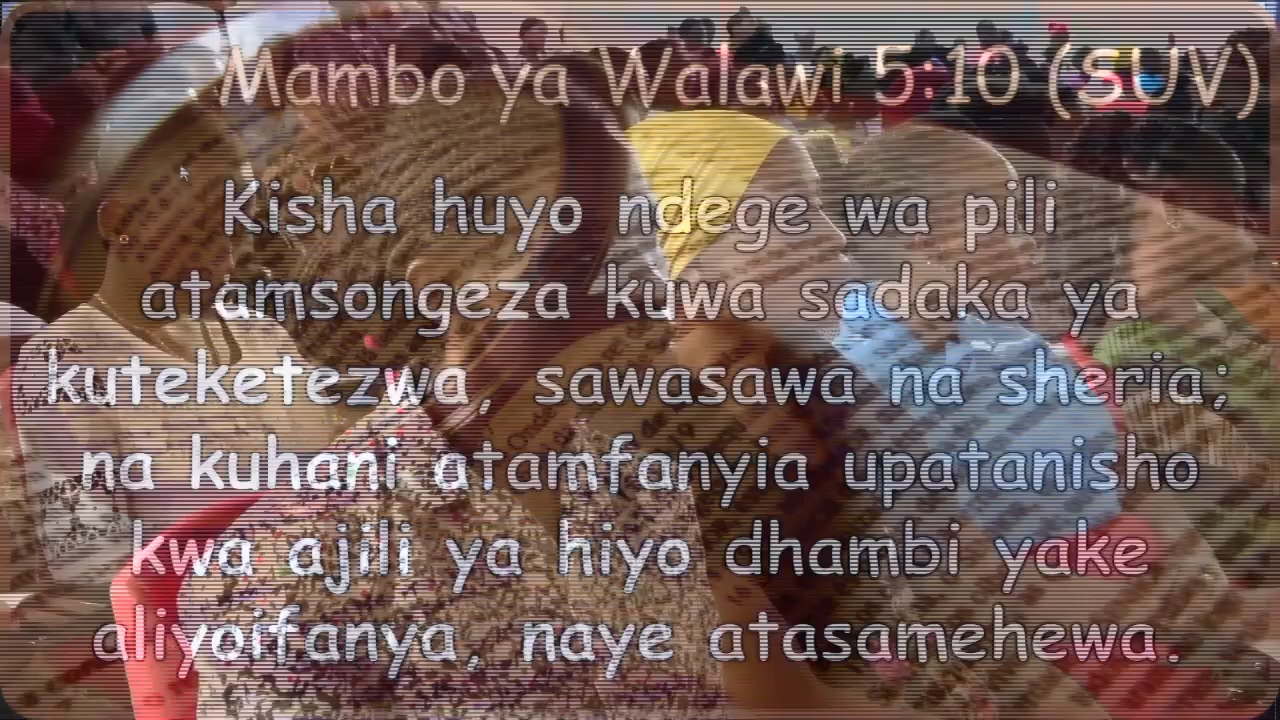 Mambo ya Walawi 5:10 (SUV)
Kisha huyo ndege wa pili
atamsongeza kuwa sadaka ya
kuteketezwa, sawasawa na sheria;
na kuhani atamfanyia upatanisho
kwa ajili ya hiyo dhambi yake
aliyoifanya, naye atasamehewa.